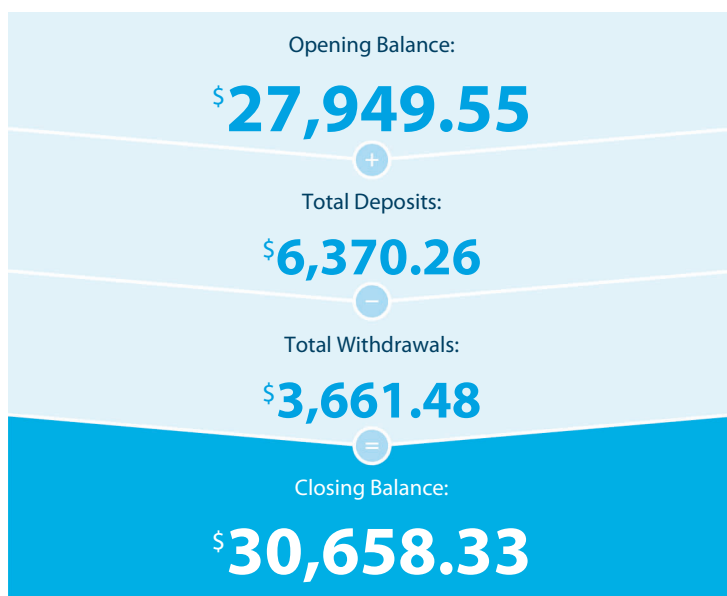 Opening Balance:
$27,949.55
+
Total Deposits:
$6,370.26
−
Total Withdrawals:
$3,661.48
=
Closing Balance:
$30,658.33